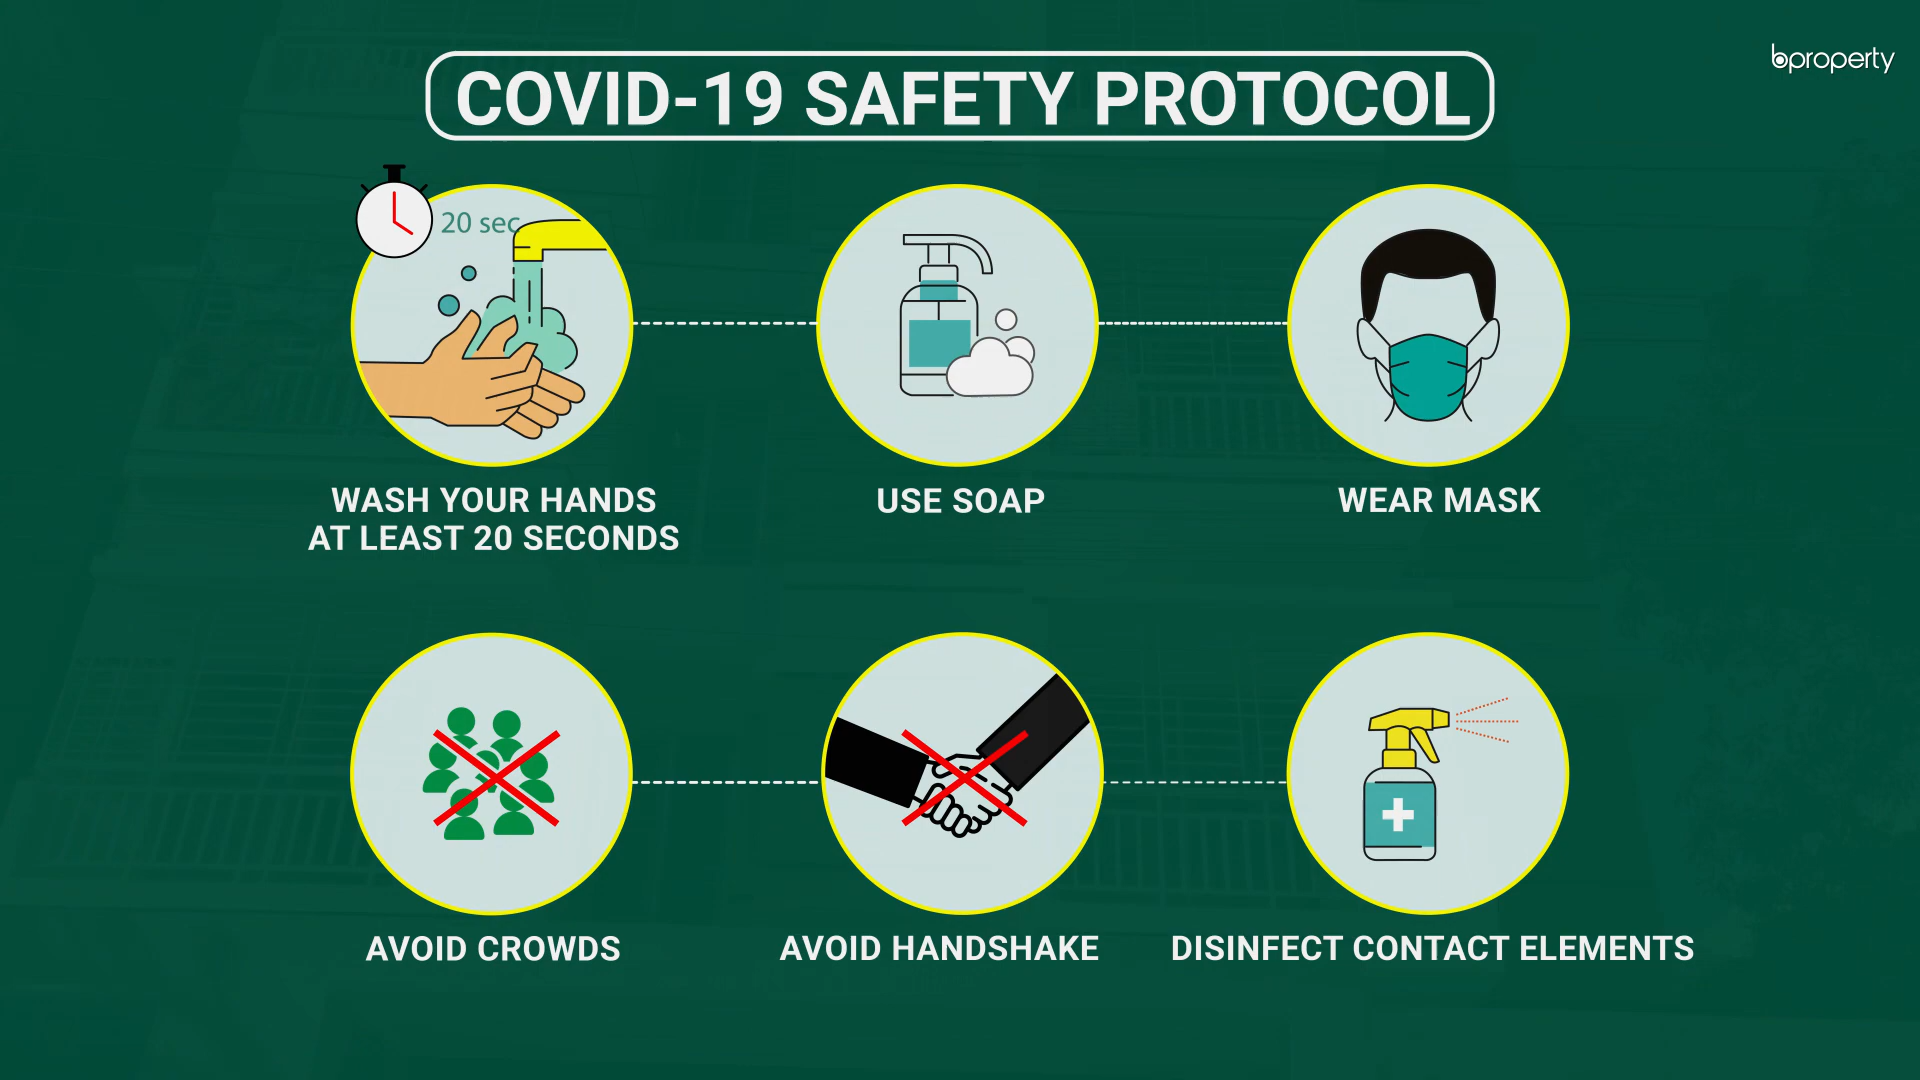 COVID-19 SAFETY PROTOCOL
bproperty
20 sec
WASH YOUR HANDS
AT LEAST 20 SECONDS
USE SOAP
WEAR MASK
AVOID CROWDS
AVOID HANDSHAKE
DISINFECT CONTACT ELEMENTS